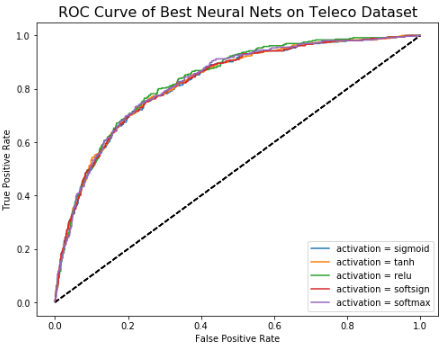 ROC Curve of Best Neural Nets on Teleco Dataset
1.0
0.8
0.6
0.4
0.2
0.0
True Positive Rate
activation = sigmoid
activation = tanh
activation = relu
activation = softsign
activation = softmax
0.0 0.2 0.4 0.6 0.8 1.0
False Positive Rate